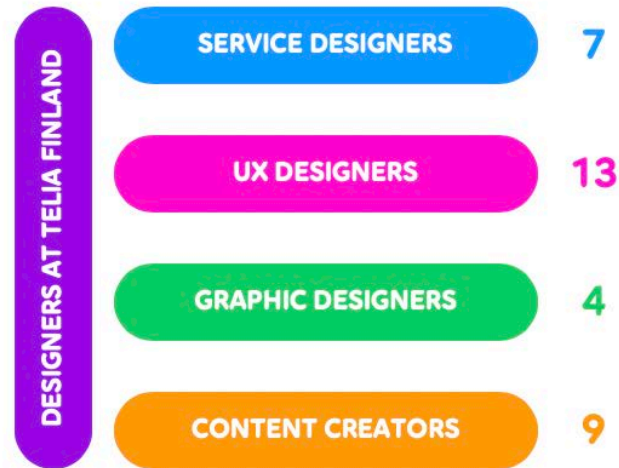 DESIGNERS AT TELIA FINLAND
SERVICE DESIGNERS 7
UX DESIGNERS 13
GRAPHIC DESIGNERS 4
CONTENT CREATORS 9